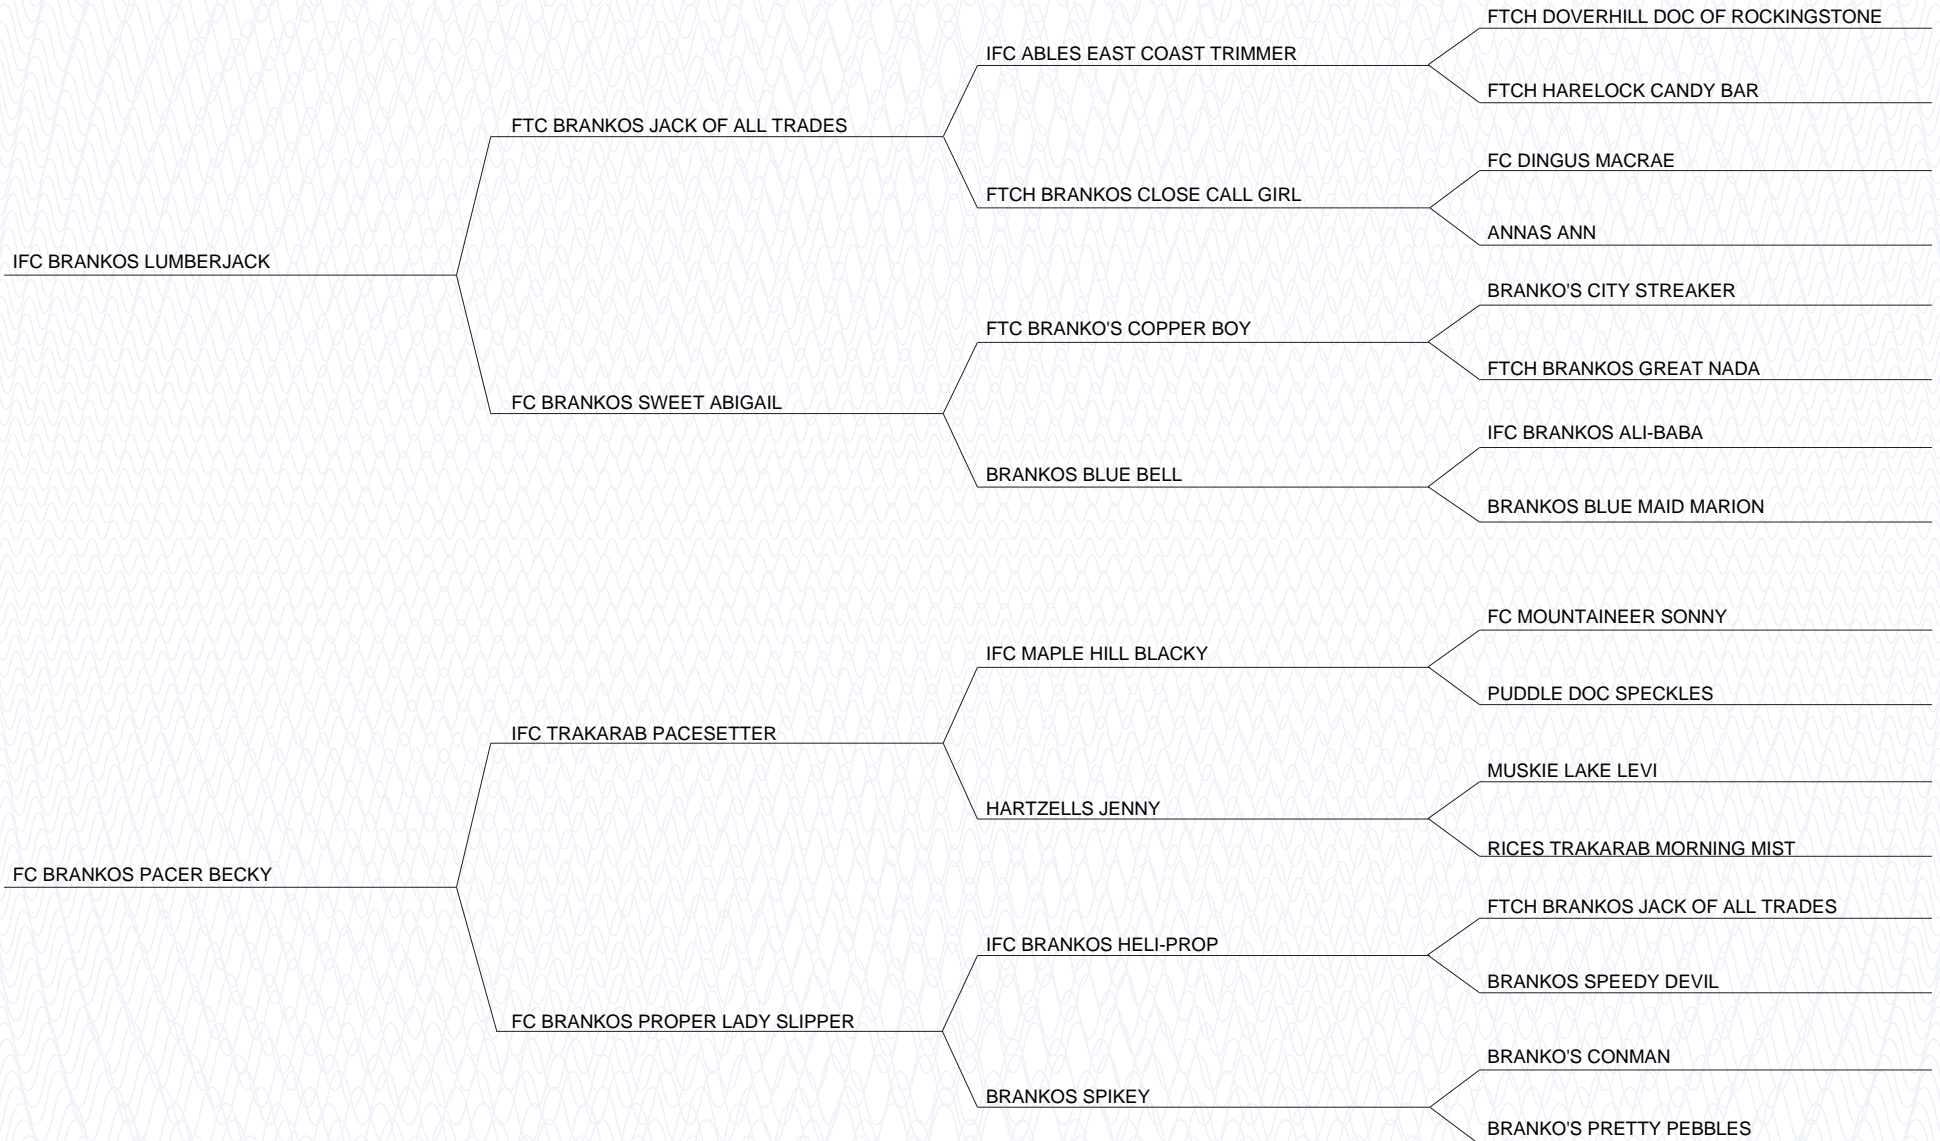 FTCH DOVERHILL DOC OF ROCKINGSTONE
IFC ABLES EAST COAST TRIMMER
FTCH HARELOCK CANDY BAR
FTC BRANKOS JACK OF ALL TRADES
FC DINGUS MACRAE
FTCH BRANKOS CLOSE CALL GIRL
ANNAS ANN
IFC BRANKOS LUMBERJACK
BRANKO'S CITY STREAKER
FTC BRANKO'S COPPER BOY
FTCH BRANKOS GREAT NADA
FC BRANKOS SWEET ABIGAIL
IFC BRANKOS ALI-BABA
BRANKOS BLUE BELL
BRANKOS BLUE MAID MARION
FC MOUNTAINEER SONNY
IFC MAPLE HILL BLACKY
PUDDLE DOC SPECKLES
IFC TRAKARAB PACESETTER
MUSKIE LAKE LEVI
HARTZELLS JENNY
RICES TRAKARAB MORNING MIST
FC BRANKOS PACER BECKY
FTCH BRANKOS JACK OF ALL TRADES
IFC BRANKOS HELI-PROP
BRANKOS SPEEDY DEVIL
FC BRANKOS PROPER LADY SLIPPER
BRANKO'S CONMAN
BRANKOS SPIKEY
BRANKO'S PRETTY PEBBLES